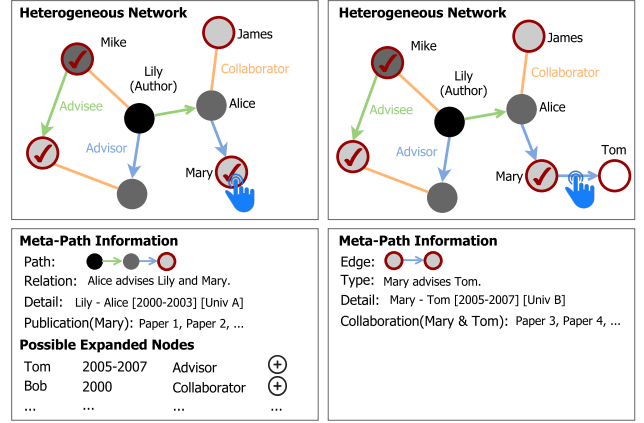 Heterogeneous Network
Mike
James
Lily
(Author)
Collaborator
Advisee
Alice
Advisor
Mary
Heterogeneous Network
Mike
James
Lily
(Author)
Collaborator
Advisee
Alice
Advisor
Tom
Mary
Meta-Path Information
Path:
Relation: Alice advises Lily and Mary.
Detail: Lily - Alice [2000-2003] [Univ A]
Publication(Mary): Paper 1, Paper 2, ...
Possible Expanded Nodes
Tom 2005-2007 Advisor
Bob 2000 Collaborator
... ... ... ...
Meta-Path Information
Edge:
Type: Mary advises Tom.
Detail: Mary - Tom [2005-2007] [Univ B]
Collaboration(Mary & Tom): Paper 3, Paper 4, ...